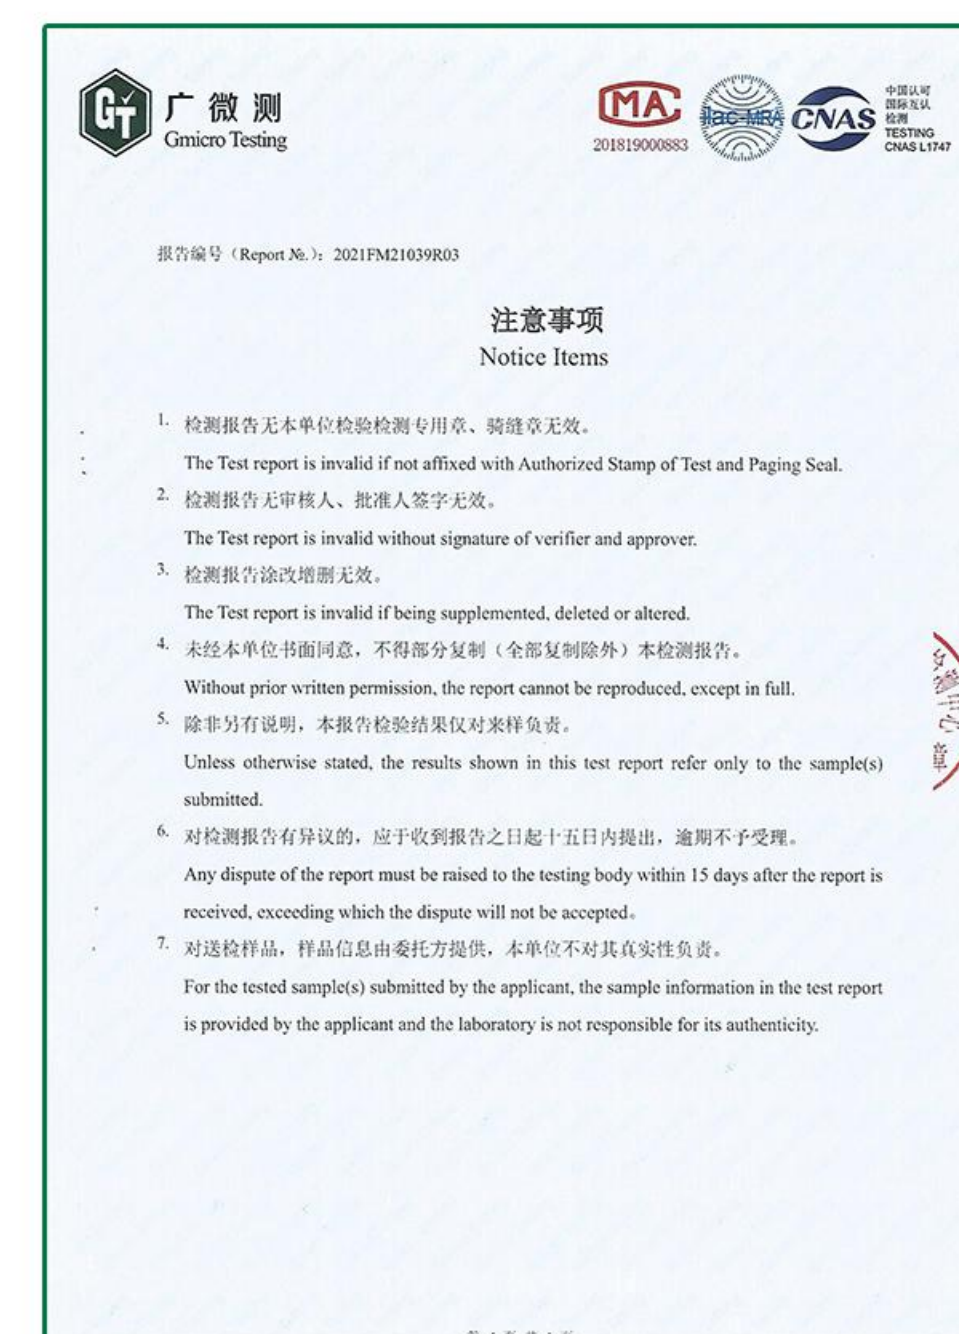 GT
广微测
Gmicro Testing
MA
201819000883
ilac-MRA
CNAS
中国认可
国际互认
检测
TESTING
CNAS L1747
报告编号（Report №.）：2021FM21039R03
注意事项
Notice Items
1. 检测报告无本单位检验检测专用章、骑缝章无效。
The Test report is invalid if not affixed with Authorized Stamp of Test and Paging Seal.
2. 检测报告无审核人、批准人签字无效。
The Test report is invalid without signature of verifier and approver.
3. 检测报告涂改增删无效。
The Test report is invalid if being supplemented, deleted or altered.
4. 未经本单位书面同意，不得部分复制（全部复制除外）本检测报告。
Without prior written permission, the report cannot be reproduced, except in full.
5. 除非另有说明，本报告检验结果仅对来样负责。
Unless otherwise stated, the results shown in this test report refer only to the sample(s)
submitted.
6. 对检测报告有异议的，应于收到报告之日起十五日内提出，逾期不予受理。
Any dispute of the report must be raised to the testing body within 15 days after the report is
received, exceeding which the dispute will not be accepted。
7. 对送检样品，样品信息由委托方提供，本单位不对其真实性负责。
For the tested sample(s) submitted by the applicant, the sample information in the test report
is provided by the applicant and the laboratory is not responsible for its authenticity.
中心
章